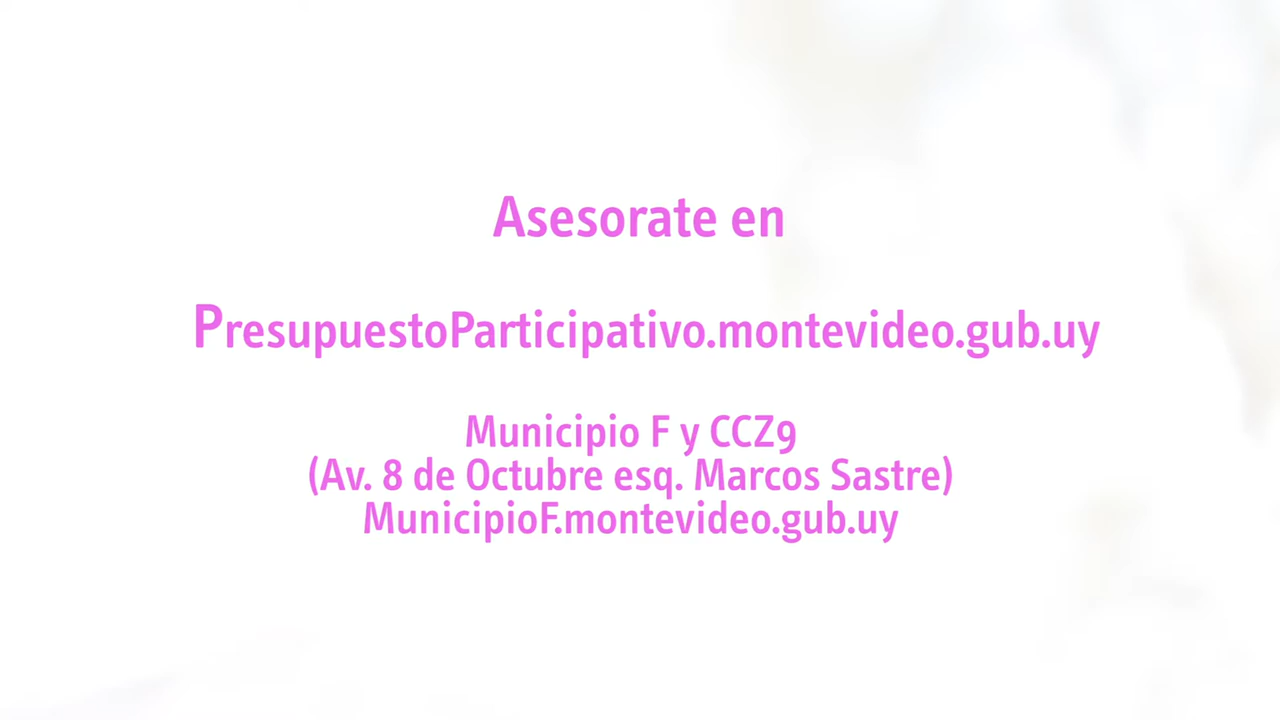 Asesorate en
PresupuestoParticipativo.montevideo.gub.uy
Municipio F y CCZ9
(Av. 8 de Octubre esq. Marcos Sastre)
MunicipioF.montevideo.gub.uy